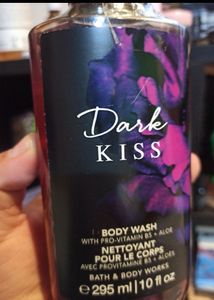 Dark
KISS
BODY WASH
WITH PRO-VITAMIN B5 + ALOE
NETTOYANT
POUR LE CORPS
AVEC PROVITAMINE B5 + ALOÈS
BATH & BODY WORKS
℮ 295 ml | 10 fl oz